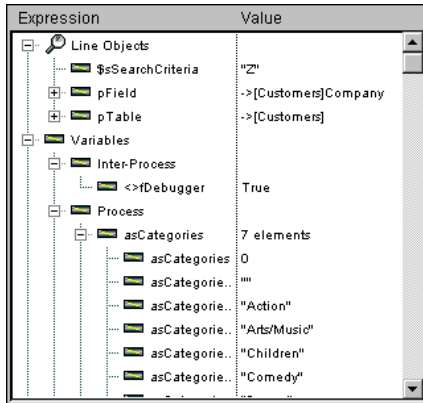 Expression Value
Line Objects
$sSearchCriteria "Z"
pField ->[Customers]Company
pTable ->[Customers]
Variables
Inter-Process
<>fDebugger True
Process
asCategories 7 elements
asCategories 0
asCategorie.. ""
asCategorie.. "Action"
asCategorie.. "Arts/Music"
asCategorie.. "Children"
asCategorie.. "Comedy"